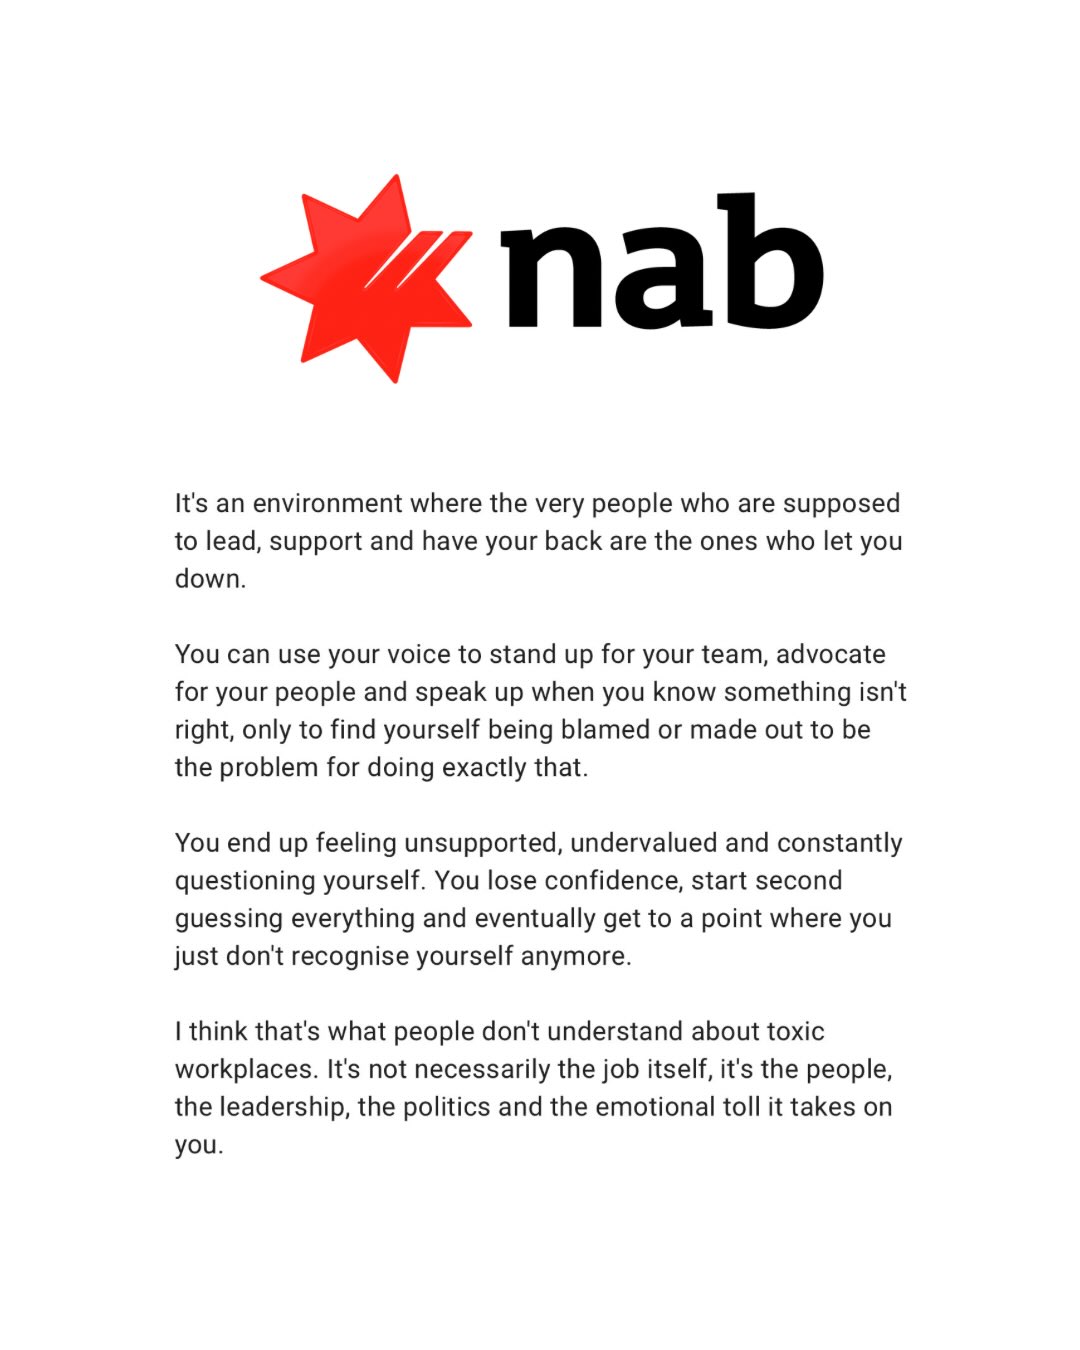 nab
It's an environment where the very people who are supposed
to lead, support and have your back are the ones who let you
down.
You can use your voice to stand up for your team, advocate
for your people and speak up when you know something isn't
right, only to find yourself being blamed or made out to be
the problem for doing exactly that.
You end up feeling unsupported, undervalued and constantly
questioning yourself. You lose confidence, start second
guessing everything and eventually get to a point where you
just don't recognise yourself anymore.
I think that's what people don't understand about toxic
workplaces. It's not necessarily the job itself, it's the people,
the leadership, the politics and the emotional toll it takes on
you.